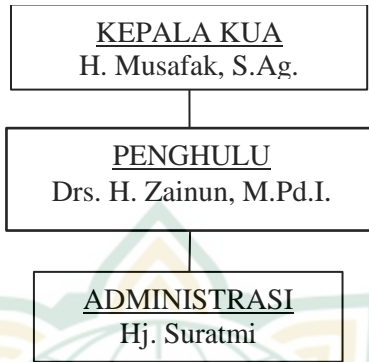 KEPALA KUA
H. Musafak, S.Ag.
PENGHULU
Drs. H. Zainun, M.Pd.I.
ADMINISTRASI
Hj. Suratmi